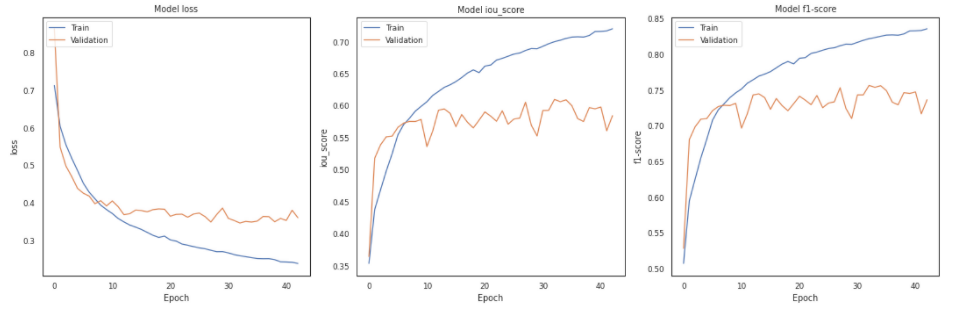 Model loss
Train
Validation
0.8
0.7
0.6
0.5
0.4
0.3
loss
0
10
20
30
40
Epoch
Model iou_score
Train
Validation
0.70
0.65
0.60
0.55
0.50
0.45
0.40
0.35
iou_score
0
10
20
30
40
Epoch
Model f1-score
Train
Validation
0.85
0.80
0.75
0.70
0.65
0.60
0.55
0.50
f1-score
0
10
20
30
40
Epoch